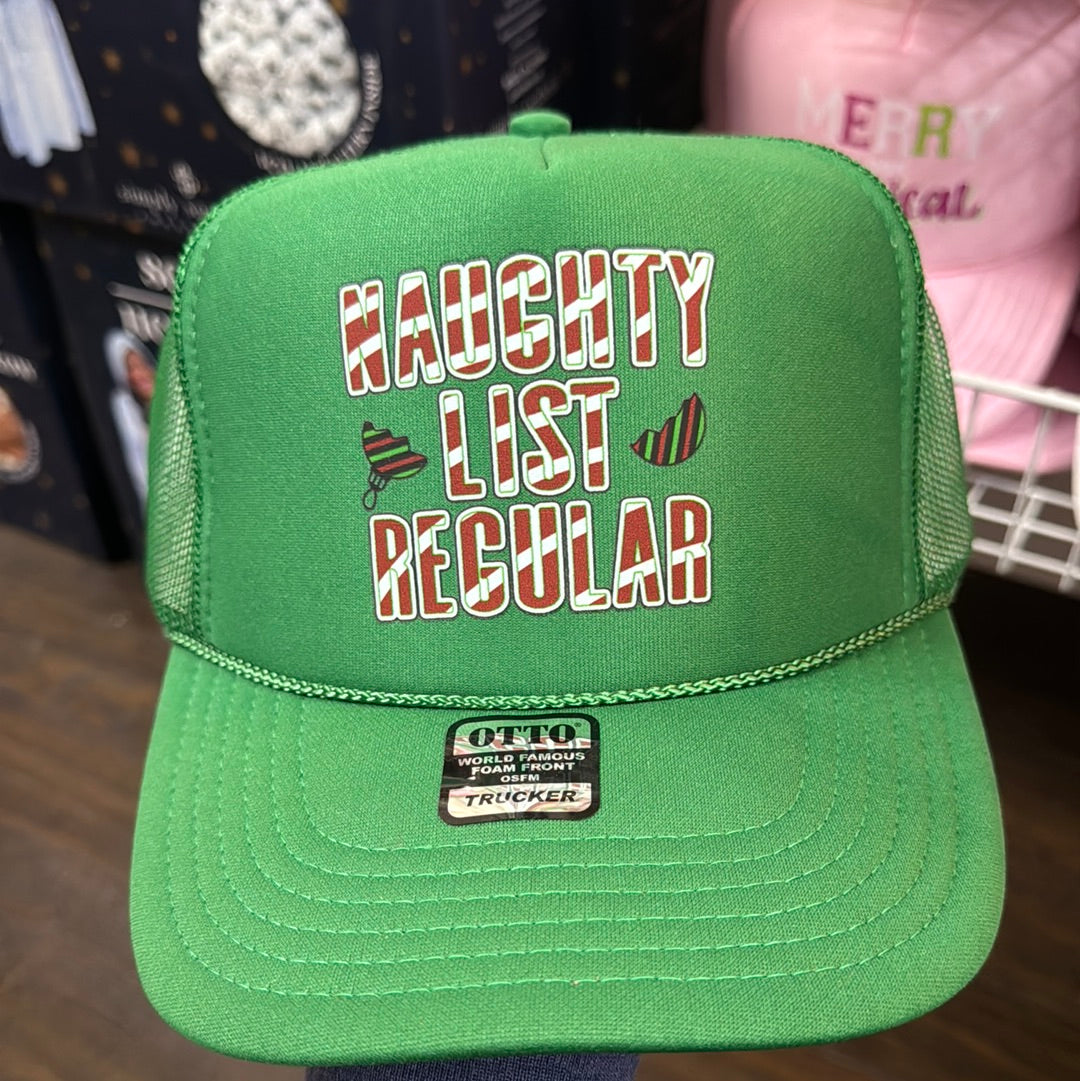 NAUGHTY
LIST
REGULAR
OTTO®
WORLD FAMOUS
FOAM FRONT
OSFM
TRUCKER
MERRY